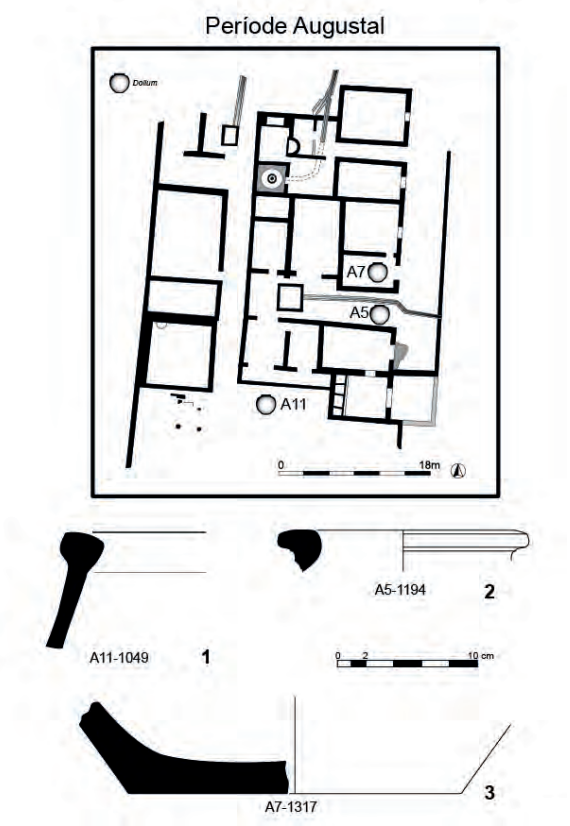 Període Augustal
Dolium
A7
A5
A11
0 18m
A5-1194 2
A11-1049 1
0 2 10 cm
A7-1317 3